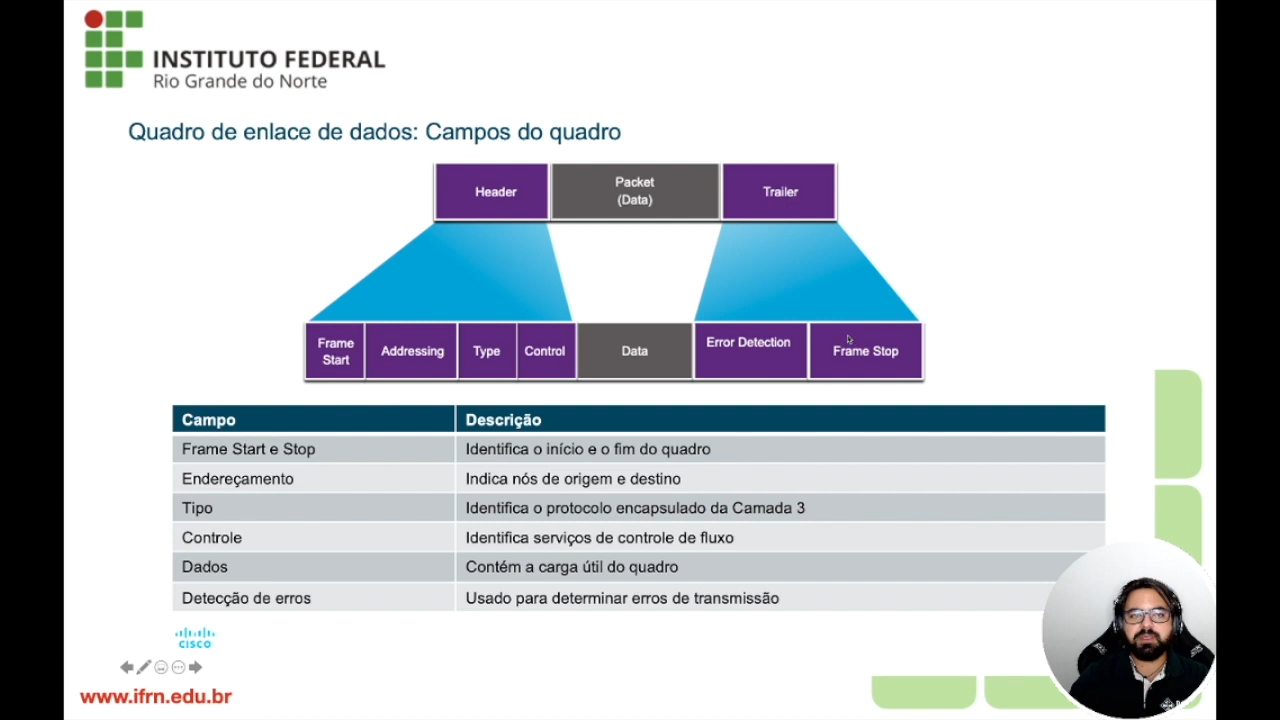 INSTITUTO FEDERAL
Rio Grande do Norte
Quadro de enlace de dados: Campos do quadro
Header
Packet
(Data)
Trailer
Frame
Start
Addressing
Type
Control
Data
Error Detection
Frame Stop
Campo Descrição
Frame Start e Stop Identifica o início e o fim do quadro
Endereçamento Indica nós de origem e destino
Tipo Identifica o protocolo encapsulado da Camada 3
Controle Identifica serviços de controle de fluxo
Dados Contém a carga útil do quadro
Detecção de erros Usado para determinar erros de transmissão
CISCO
www.ifrn.edu.br